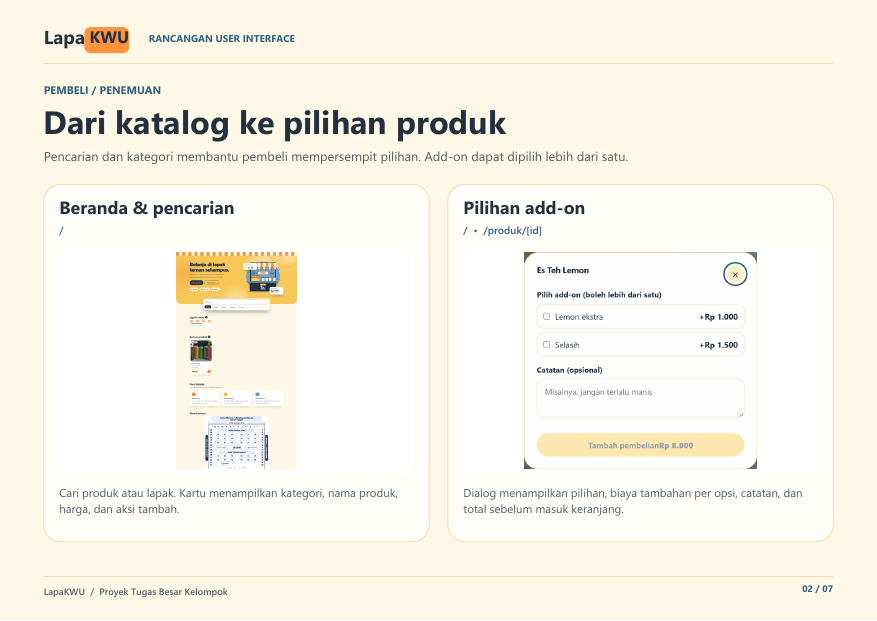 LapaKWU
RANCANGAN USER INTERFACE
PEMBELI / PENEMUAN
Dari katalog ke pilihan produk
Pencarian dan kategori membantu pembeli mempersempit pilihan. Add-on dapat dipilih lebih dari satu.
Beranda & pencarian
/
Belanja di lapak
teman sekampus.
Cari produk atau lapak. Kartu menampilkan kategori, nama produk,
harga, dan aksi tambah.
Pilihan add-on
/ • /produk/[id]
Es Teh Lemon
×
Pilih add-on (boleh lebih dari satu)
Lemon ekstra
+Rp 1.000
Selasih
+Rp 1.500
Catatan (opsional)
Misalnya, jangan terlalu manis
Tambah pembelianRp 8.000
Dialog menampilkan pilihan, biaya tambahan per opsi, catatan, dan
total sebelum masuk keranjang.
LapaKWU / Proyek Tugas Besar Kelompok
02 / 07